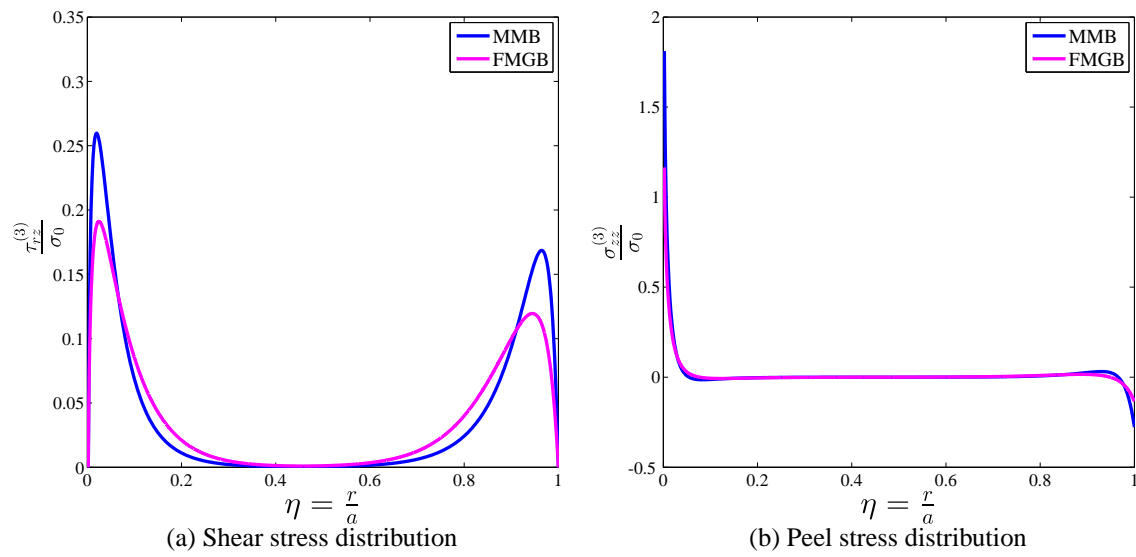 0.35
0.3
0.25
0.2
0.15
0.1
0.05
0
0 0.2 0.4 0.6 0.8 1
τ_{rz}^{(3)}/σ_0
η = r/a
MMB
FMGB
(a) Shear stress distribution
2
1.5
1
0.5
0
-0.5
0 0.2 0.4 0.6 0.8 1
σ_{zz}^{(3)}/σ_0
η = r/a
MMB
FMGB
(b) Peel stress distribution